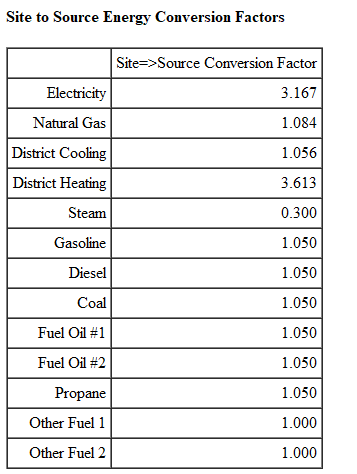 Site to Source Energy Conversion Factors
Site=>Source Conversion Factor
Electricity 3.167
Natural Gas 1.084
District Cooling 1.056
District Heating 3.613
Steam 0.300
Gasoline 1.050
Diesel 1.050
Coal 1.050
Fuel Oil #1 1.050
Fuel Oil #2 1.050
Propane 1.050
Other Fuel 1 1.000
Other Fuel 2 1.000